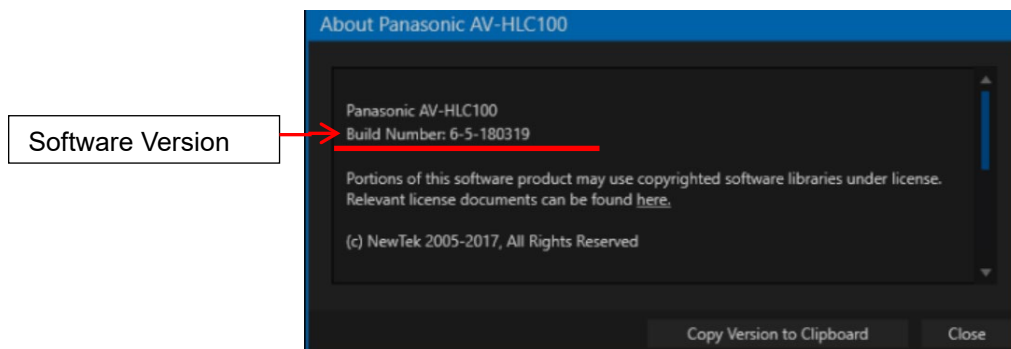 About Panasonic AV-HLC100
Panasonic AV-HLC100
Software Version
Build Number: 6-5-180319
Portions of this software product may use copyrighted software libraries under license.
Relevant license documents can be found here.
(c) NewTek 2005-2017, All Rights Reserved
Copy Version to Clipboard
Close